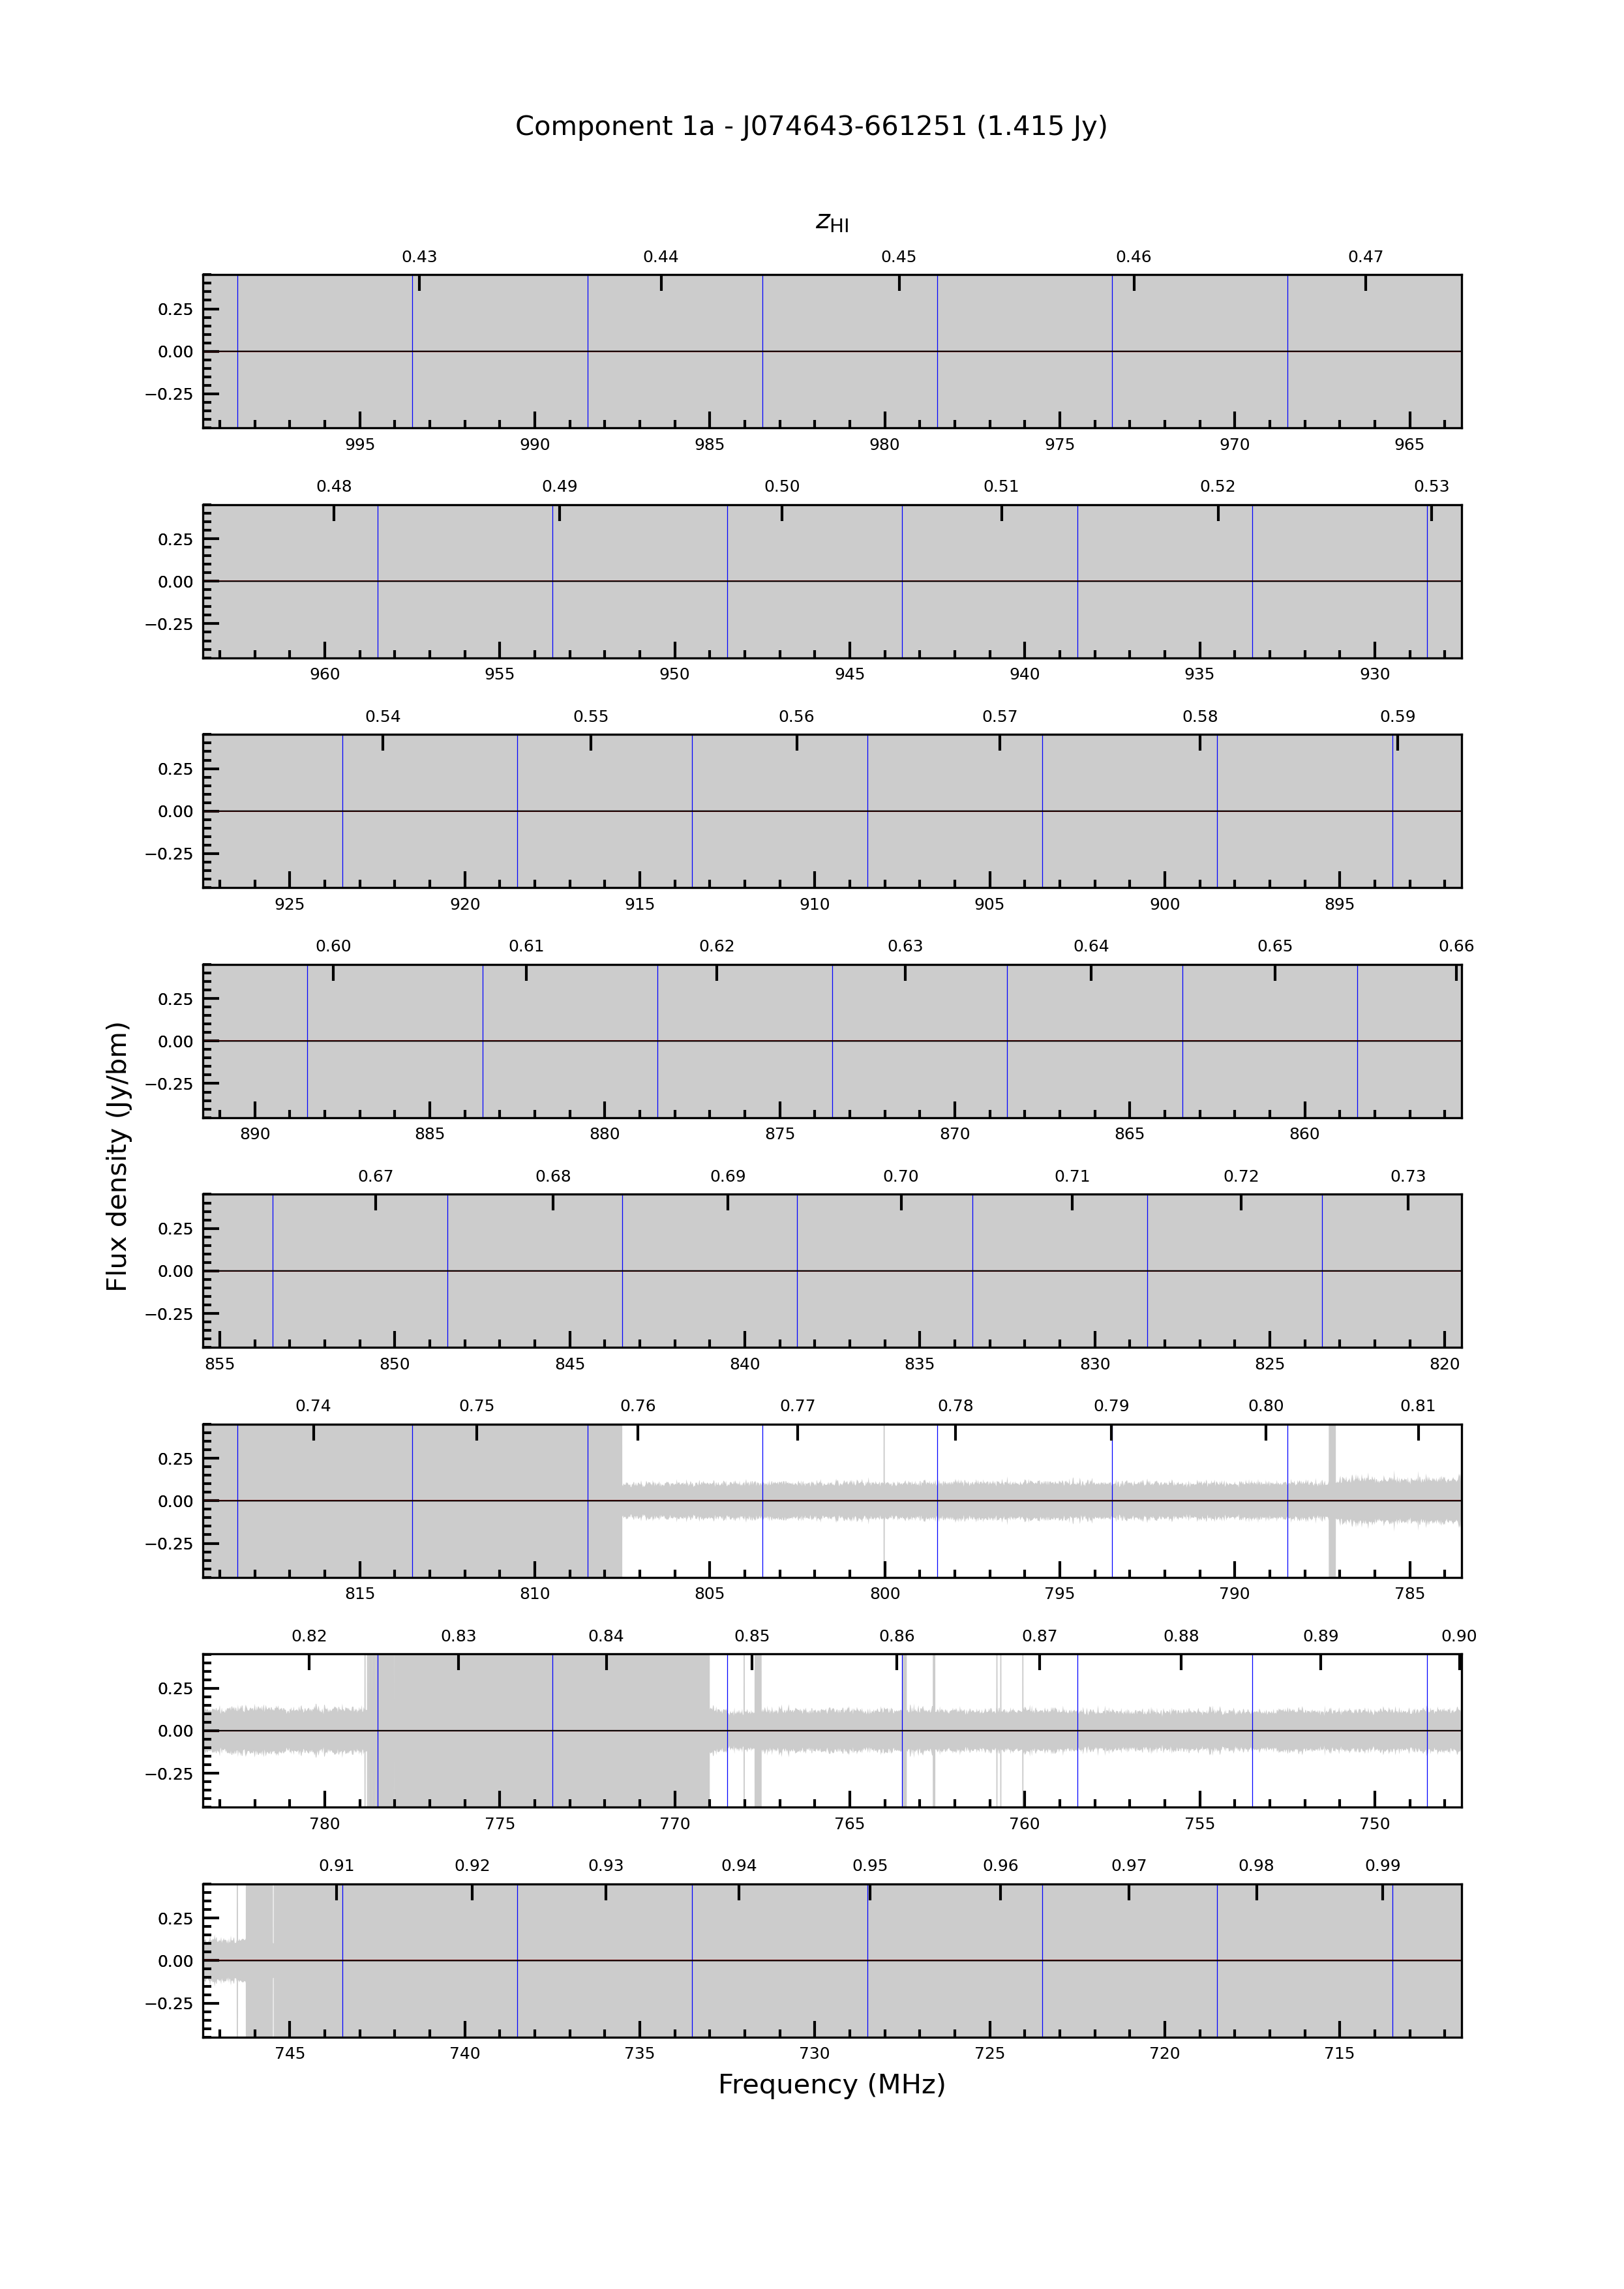 Component 1a - J074643-661251 (1.415 Jy)
zHI
0.43 0.44 0.45 0.46 0.47
0.25
0.00
−0.25
995 990 985 980 975 970 965
0.48 0.49 0.50 0.51 0.52 0.53
0.25
0.00
−0.25
960 955 950 945 940 935 930
0.54 0.55 0.56 0.57 0.58 0.59
0.25
0.00
−0.25
925 920 915 910 905 900 895
0.60 0.61 0.62 0.63 0.64 0.65 0.66
0.25
0.00
−0.25
890 885 880 875 870 865 860
Flux density (Jy/bm)
0.67 0.68 0.69 0.70 0.71 0.72 0.73
0.25
0.00
−0.25
855 850 845 840 835 830 825 820
0.74 0.75 0.76 0.77 0.78 0.79 0.80 0.81
0.25
0.00
−0.25
815 810 805 800 795 790 785
0.82 0.83 0.84 0.85 0.86 0.87 0.88 0.89 0.90
0.25
0.00
−0.25
780 775 770 765 760 755 750
0.91 0.92 0.93 0.94 0.95 0.96 0.97 0.98 0.99
0.25
0.00
−0.25
745 740 735 730 725 720 715
Frequency (MHz)